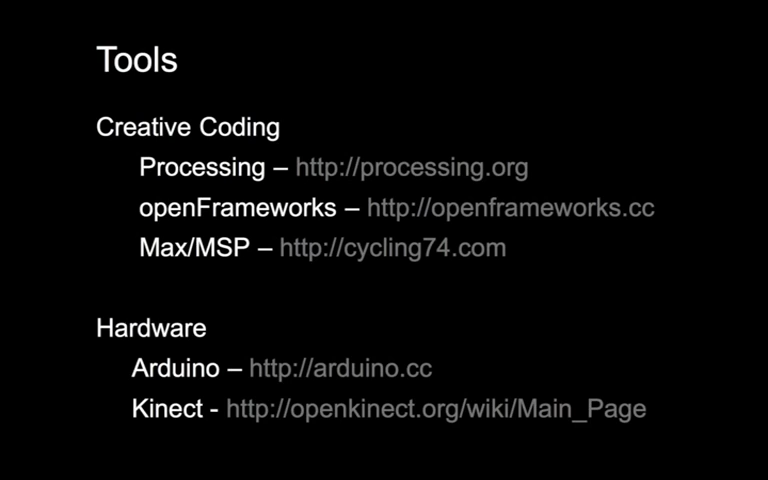 Tools
Creative Coding
Processing – http://processing.org
openFrameworks – http://openframeworks.cc
Max/MSP – http://cycling74.com
Hardware
Arduino – http://arduino.cc
Kinect - http://openkinect.org/wiki/Main_Page